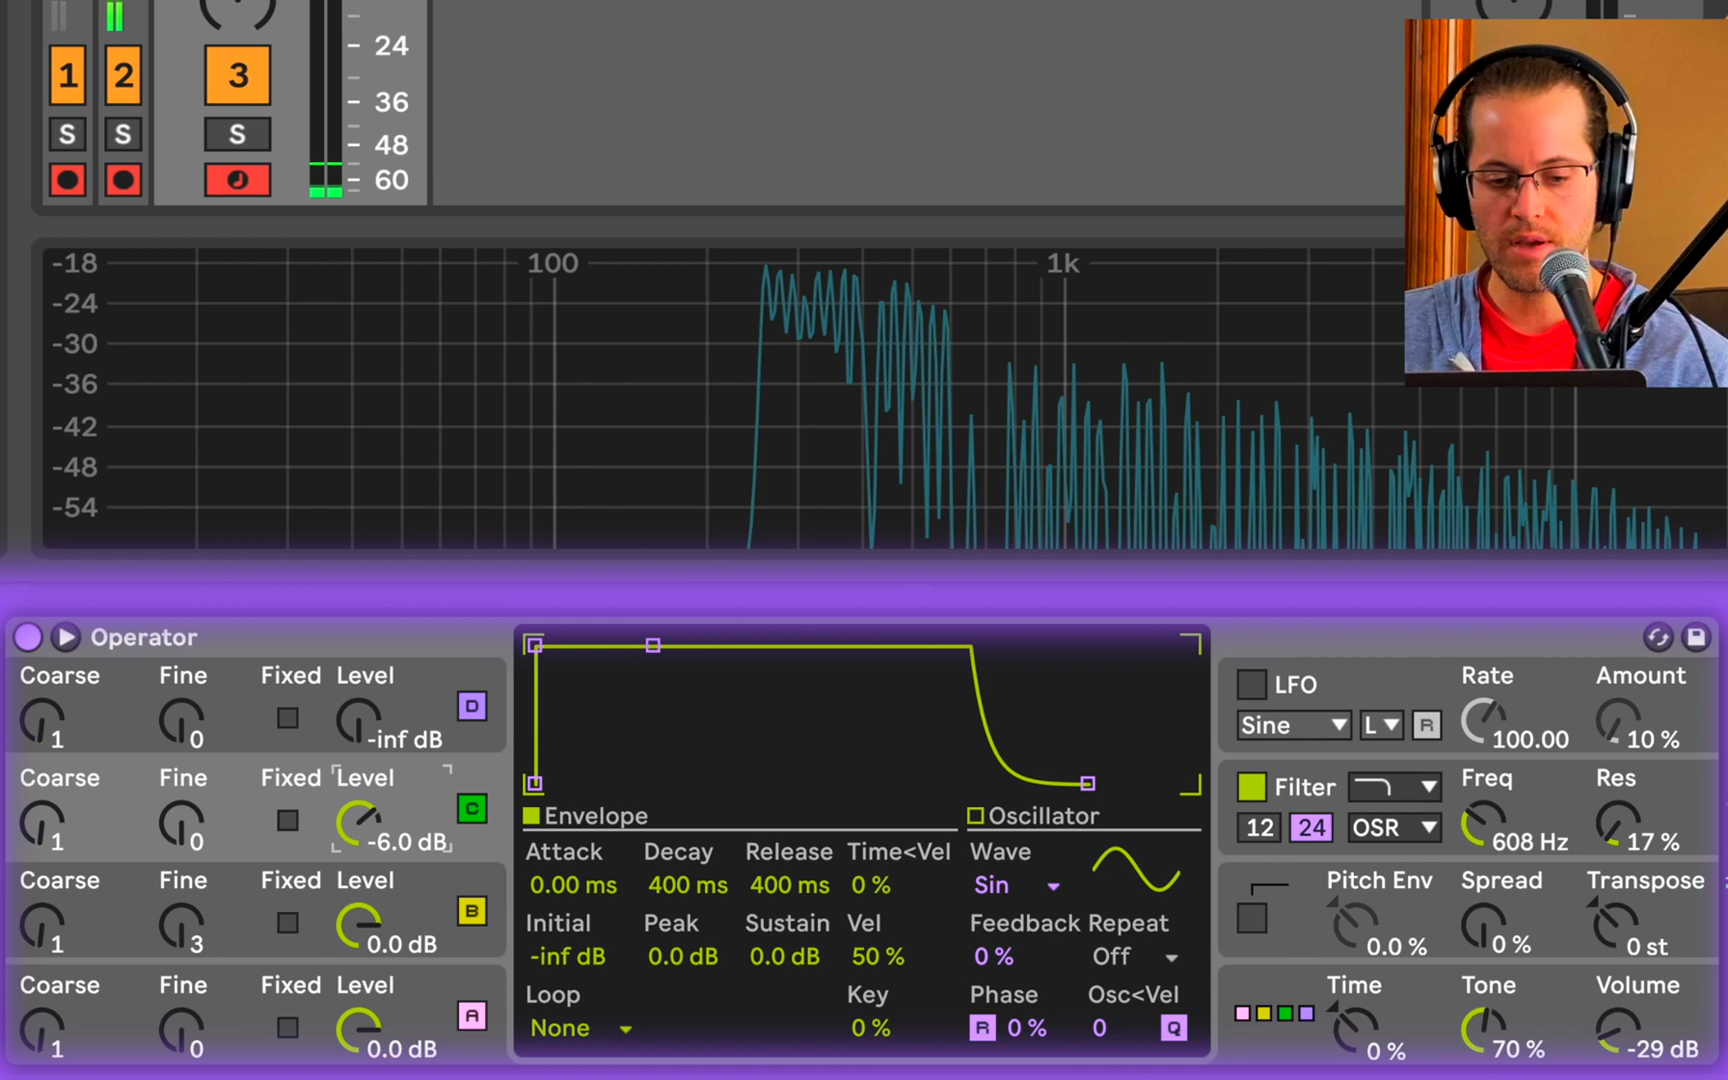 24
1 2 3 36
S S S 48
60
-18 100 1k
-24
-30
-36
-42
-48
-54
Operator
Coarse Fine Fixed Level D
1 0 -inf dB
Coarse Fine Fixed Level C
1 0 -6.0 dB
Coarse Fine Fixed Level B
1 3 0.0 dB
Coarse Fine Fixed Level A
1 0 0.0 dB
Envelope Oscillator
Attack Decay Release Time<Vel Wave
0.00 ms 400 ms 400 ms 0 % Sin
Initial Peak Sustain Vel Feedback Repeat
-inf dB 0.0 dB 0.0 dB 50 % 0 % Off
Loop Key Phase Osc<Vel
None 0 % R 0 % 0 Q
LFO Rate Amount
Sine L R 100.00 10 %
Filter Freq Res
12 24 OSR 608 Hz 17 %
Pitch Env Spread Transpose
0.0 % 0 % 0 st
Time Tone Volume
0 % 70 % -29 dB